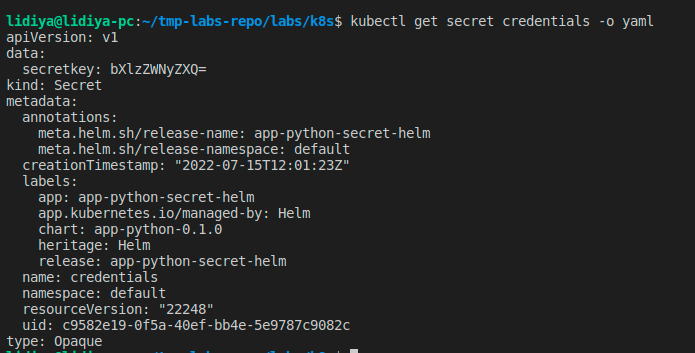 lidiya@lidiya-pc:~/tmp-labs-repo/labs/k8s$ kubectl get secret credentials -o yaml
apiVersion: v1
data:
  secretkey: bXlzZWNyZXQ=
kind: Secret
metadata:
  annotations:
    meta.helm.sh/release-name: app-python-secret-helm
    meta.helm.sh/release-namespace: default
  creationTimestamp: "2022-07-15T12:01:23Z"
  labels:
    app: app-python-secret-helm
    app.kubernetes.io/managed-by: Helm
    chart: app-python-0.1.0
    heritage: Helm
    release: app-python-secret-helm
  name: credentials
  namespace: default
  resourceVersion: "22248"
  uid: c9582e19-0f5a-40ef-bb4e-5e9787c9082c
type: Opaque